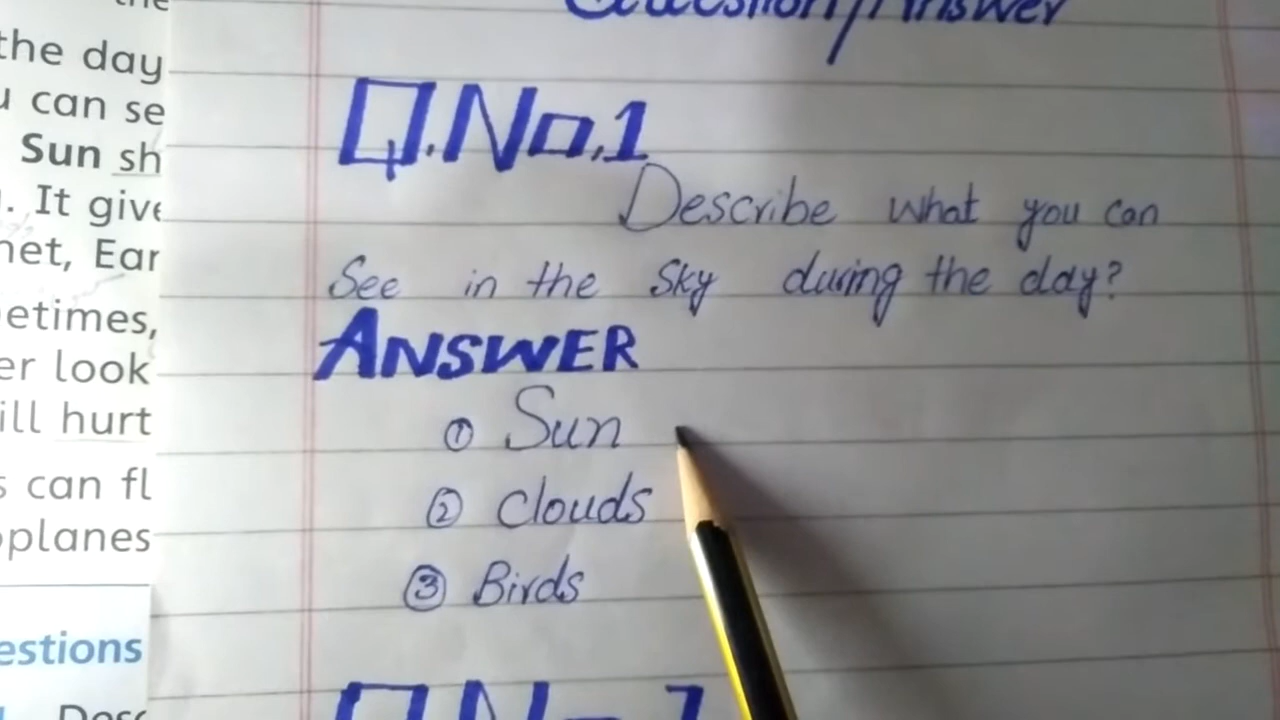 the day
can se
Sun sh
. It give
net, Ear
etimes,
er look
ill hurt
s can fl
planes
estions
Question/Answer
Q.No.1
Describe what you can
See in the Sky during the day?
ANSWER
① Sun
② Clouds
③ Birds